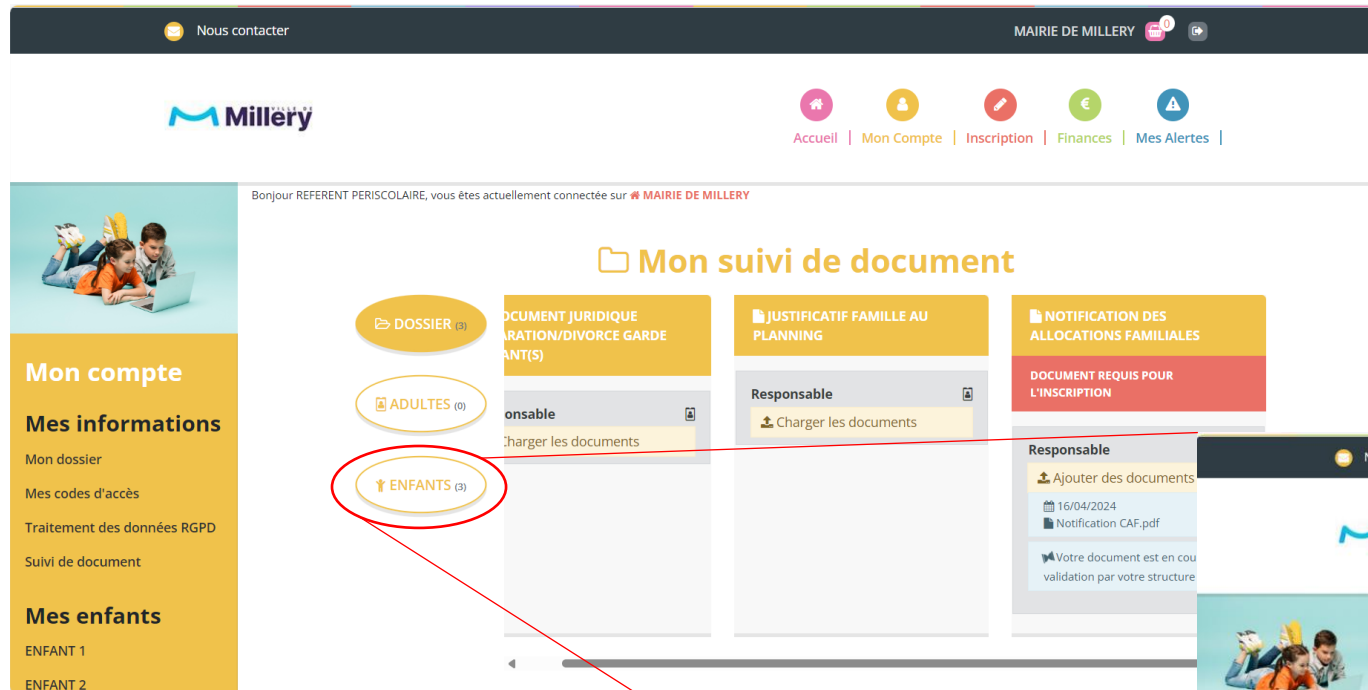 Nous contacter
MAIRIE DE MILLERY 0
VILLE DE
Millery
Accueil | Mon Compte | Inscription | Finances | Mes Alertes |
Bonjour REFERENT PERISCOLAIRE, vous êtes actuellement connectée sur MAIRIE DE MILLERY
Mon suivi de document
DOSSIER (3)
ADULTES (0)
ENFANTS (3)
OCUMENT JURIDIQUE
ARATION/DIVORCE GARDE
ANT(S)
onsable
Charger les documents
JUSTIFICATIF FAMILLE AU
PLANNING
Responsable
Charger les documents
NOTIFICATION DES
ALLOCATIONS FAMILIALES
DOCUMENT REQUIS POUR
L'INSCRIPTION
Responsable
Ajouter des documents
16/04/2024
Notification CAF.pdf
Votre document est en cou
validation par votre structure
Mon compte
Mes informations
Mon dossier
Mes codes d'accès
Traitement des données RGPD
Suivi de document
Mes enfants
ENFANT 1
ENFANT 2